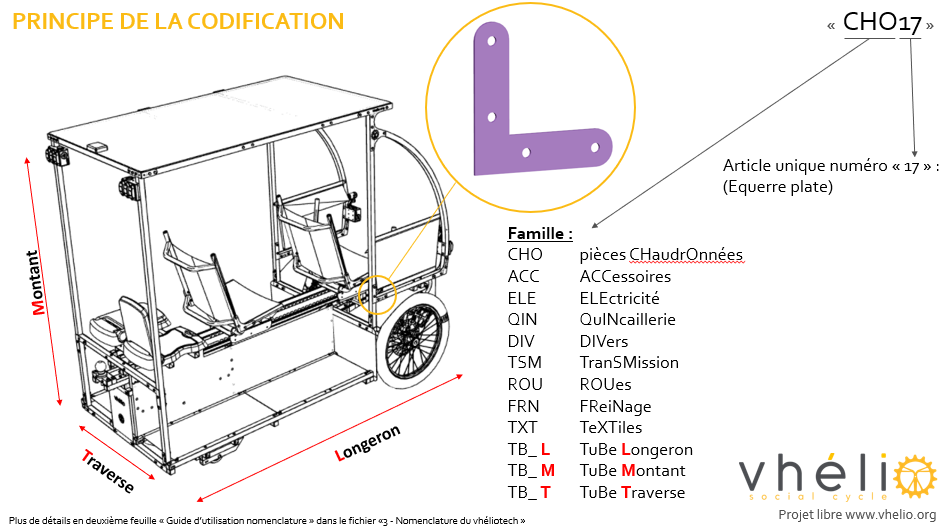 PRINCIPE DE LA CODIFICATION
« CHO17 »
Article unique numéro « 17 » :
(Equerre plate)
Famille :
CHO pièces CHaudrOnnées
ACC ACCessoires
ELE ELEctricité
QIN QuINcaillerie
DIV DIVers
TSM TranSMission
ROU ROUes
FRN FReiNage
TXT TeXTiles
TB_ L TuBe Longeron
TB_ M TuBe Montant
TB_ T TuBe Traverse
Montant
Traverse
Longeron
vhélio
social cycle
Projet libre www.vhelio.org
Plus de détails en deuxième feuille « Guide d'utilisation nomenclature » dans le fichier «3 - Nomenclature du vhéliotech »